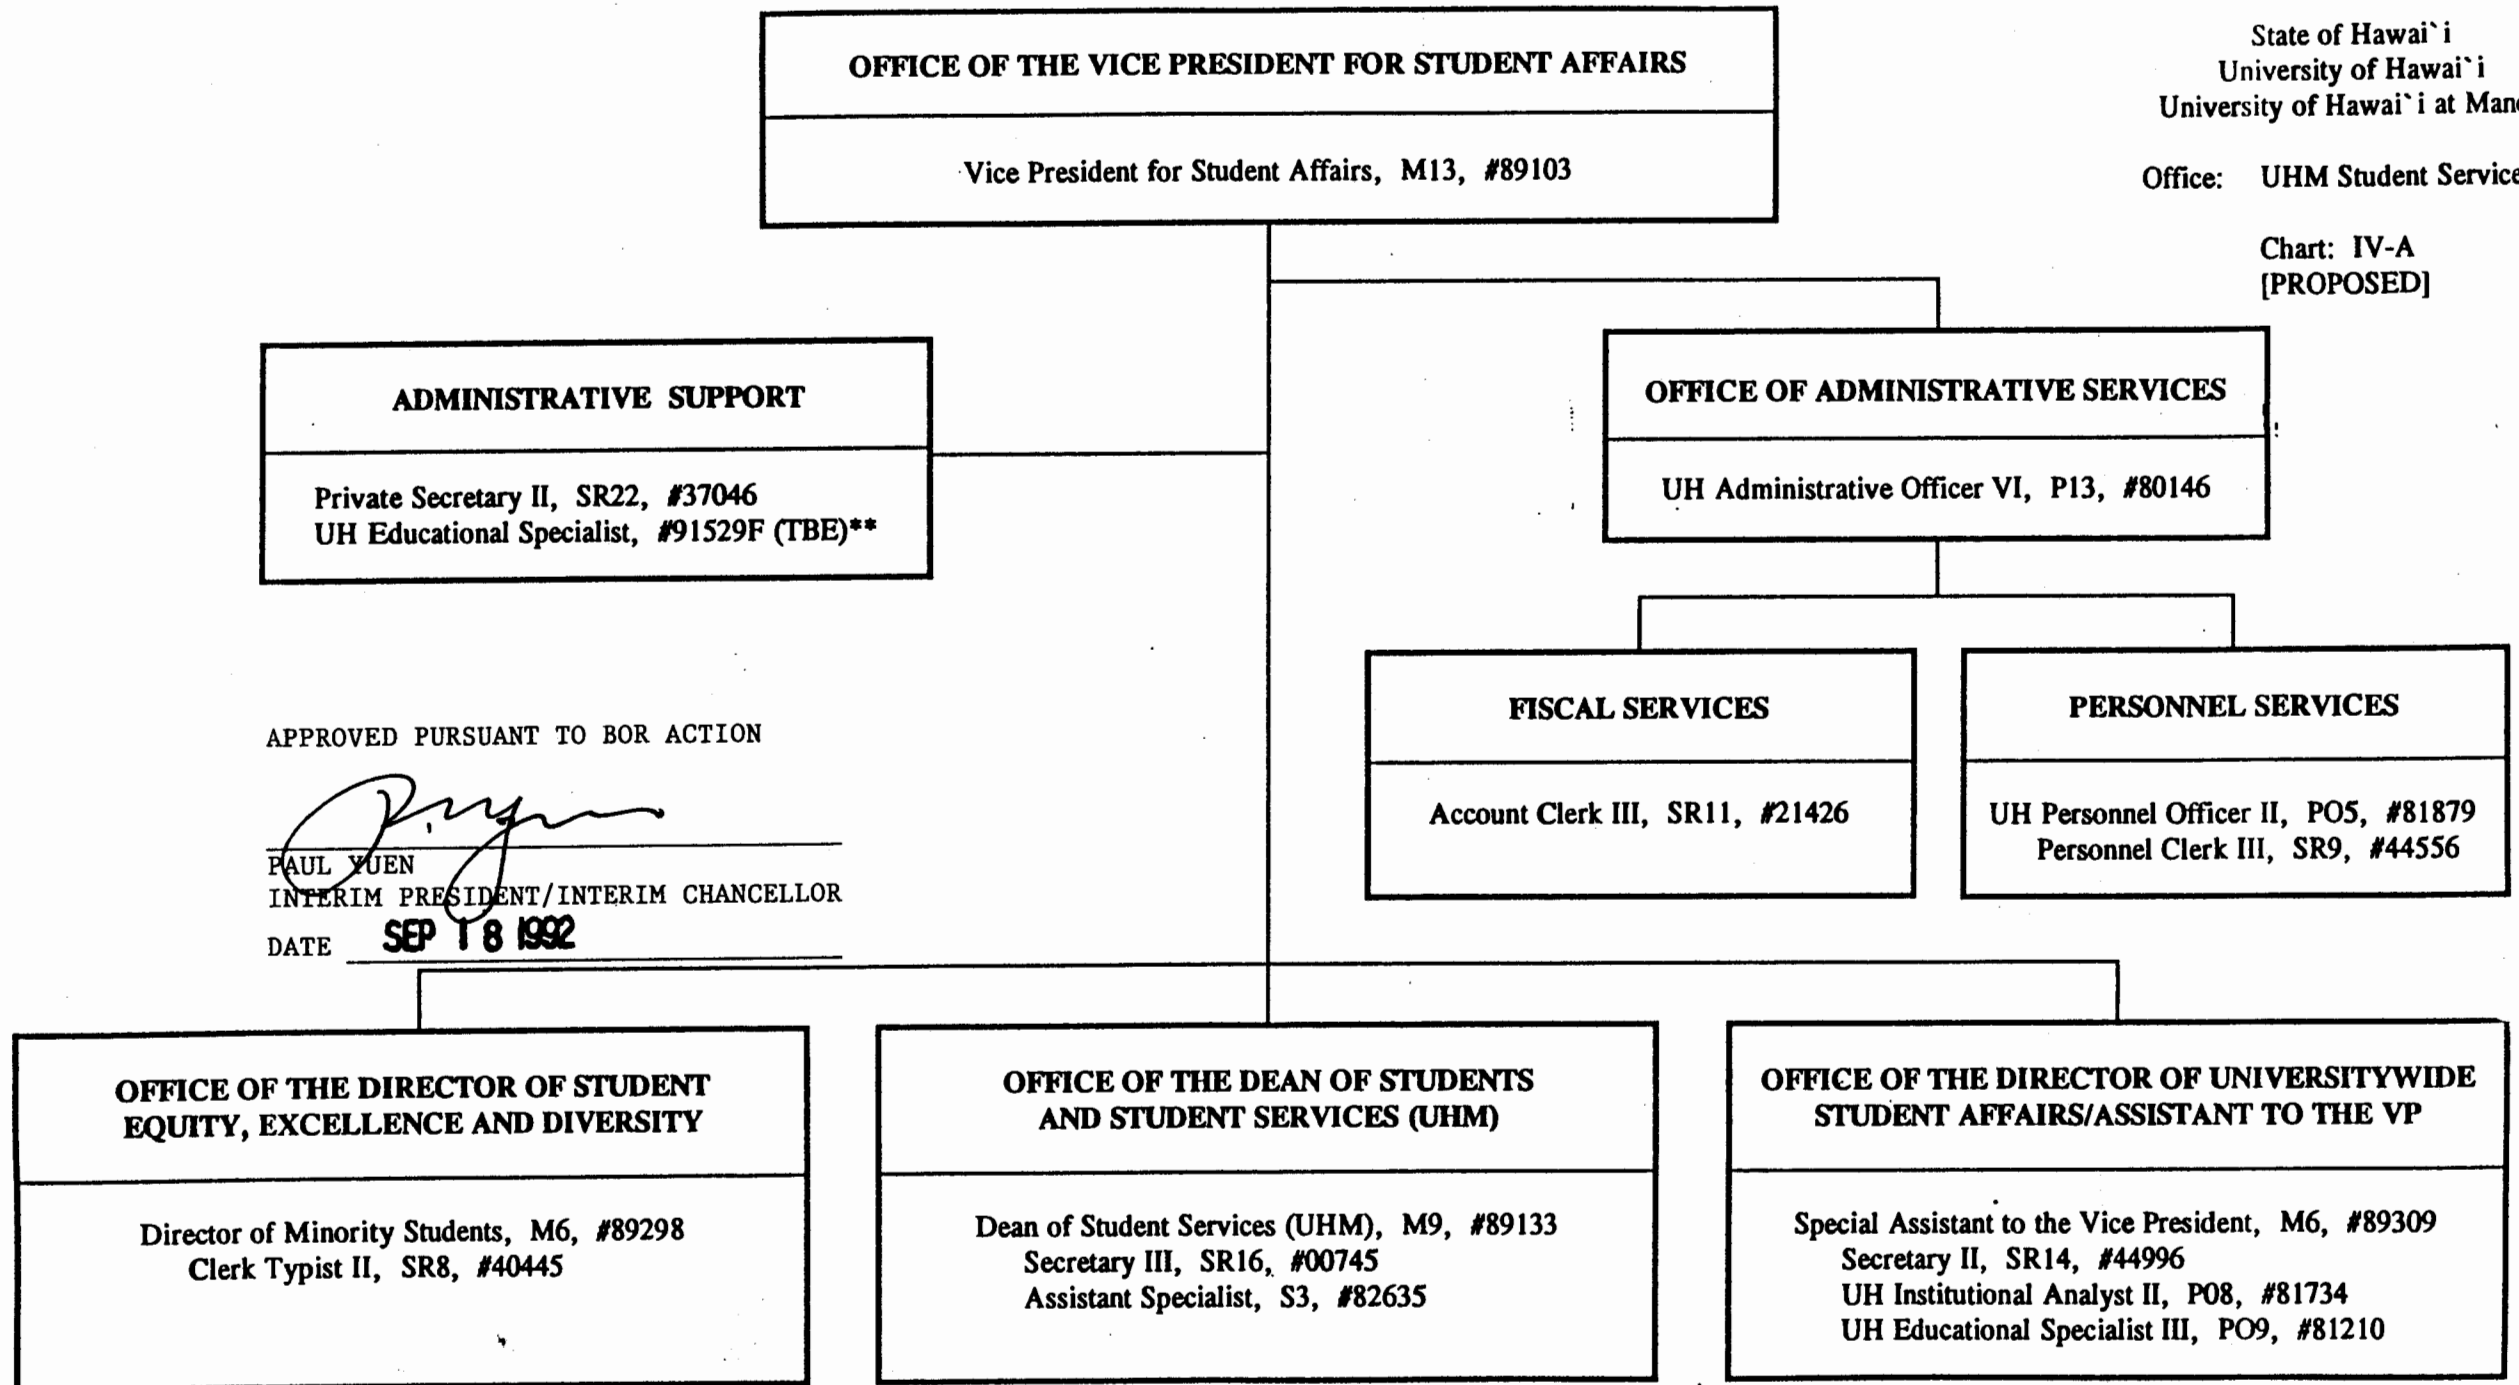 State of Hawai`i
University of Hawai`i
University of Hawai`i at
Office: UHM Student
Chart: IV-A
[PROPOSED]
OFFICE OF THE VICE PRESIDENT FOR STUDENT AFFAIRS
Vice President for Student Affairs, M13, #89103
ADMINISTRATIVE SUPPORT
Private Secretary II, SR22, #37046
UH Educational Specialist, #91529F (TBE)**
OFFICE OF ADMINISTRATIVE SERVICES
UH Administrative Officer VI, P13, #80146
FISCAL SERVICES
Account Clerk III, SR11, #21426
PERSONNEL SERVICES
UH Personnel Officer II, PO5, #81879
Personnel Clerk III, SR9, #44556
APPROVED PURSUANT TO BOR ACTION
PAUL YUEN
INTERIM PRESIDENT/INTERIM CHANCELLOR
DATE SEP 18 1992
OFFICE OF THE DIRECTOR OF STUDENT
EQUITY, EXCELLENCE AND DIVERSITY
Director of Minority Students, M6, #89298
Clerk Typist II, SR8, #40445
OFFICE OF THE DEAN OF STUDENTS
AND STUDENT SERVICES (UHM)
Dean of Student Services (UHM), M9, #89133
Secretary III, SR16, #00745
Assistant Specialist, S3, #82635
OFFICE OF THE DIRECTOR OF UNIVERSITYWIDE
STUDENT AFFAIRS/ASSISTANT TO THE VP
Special Assistant to the Vice President, M6, #89309
Secretary II, SR14, #44996
UH Institutional Analyst II, P08, #81734
UH Educational Specialist III, PO9, #81210